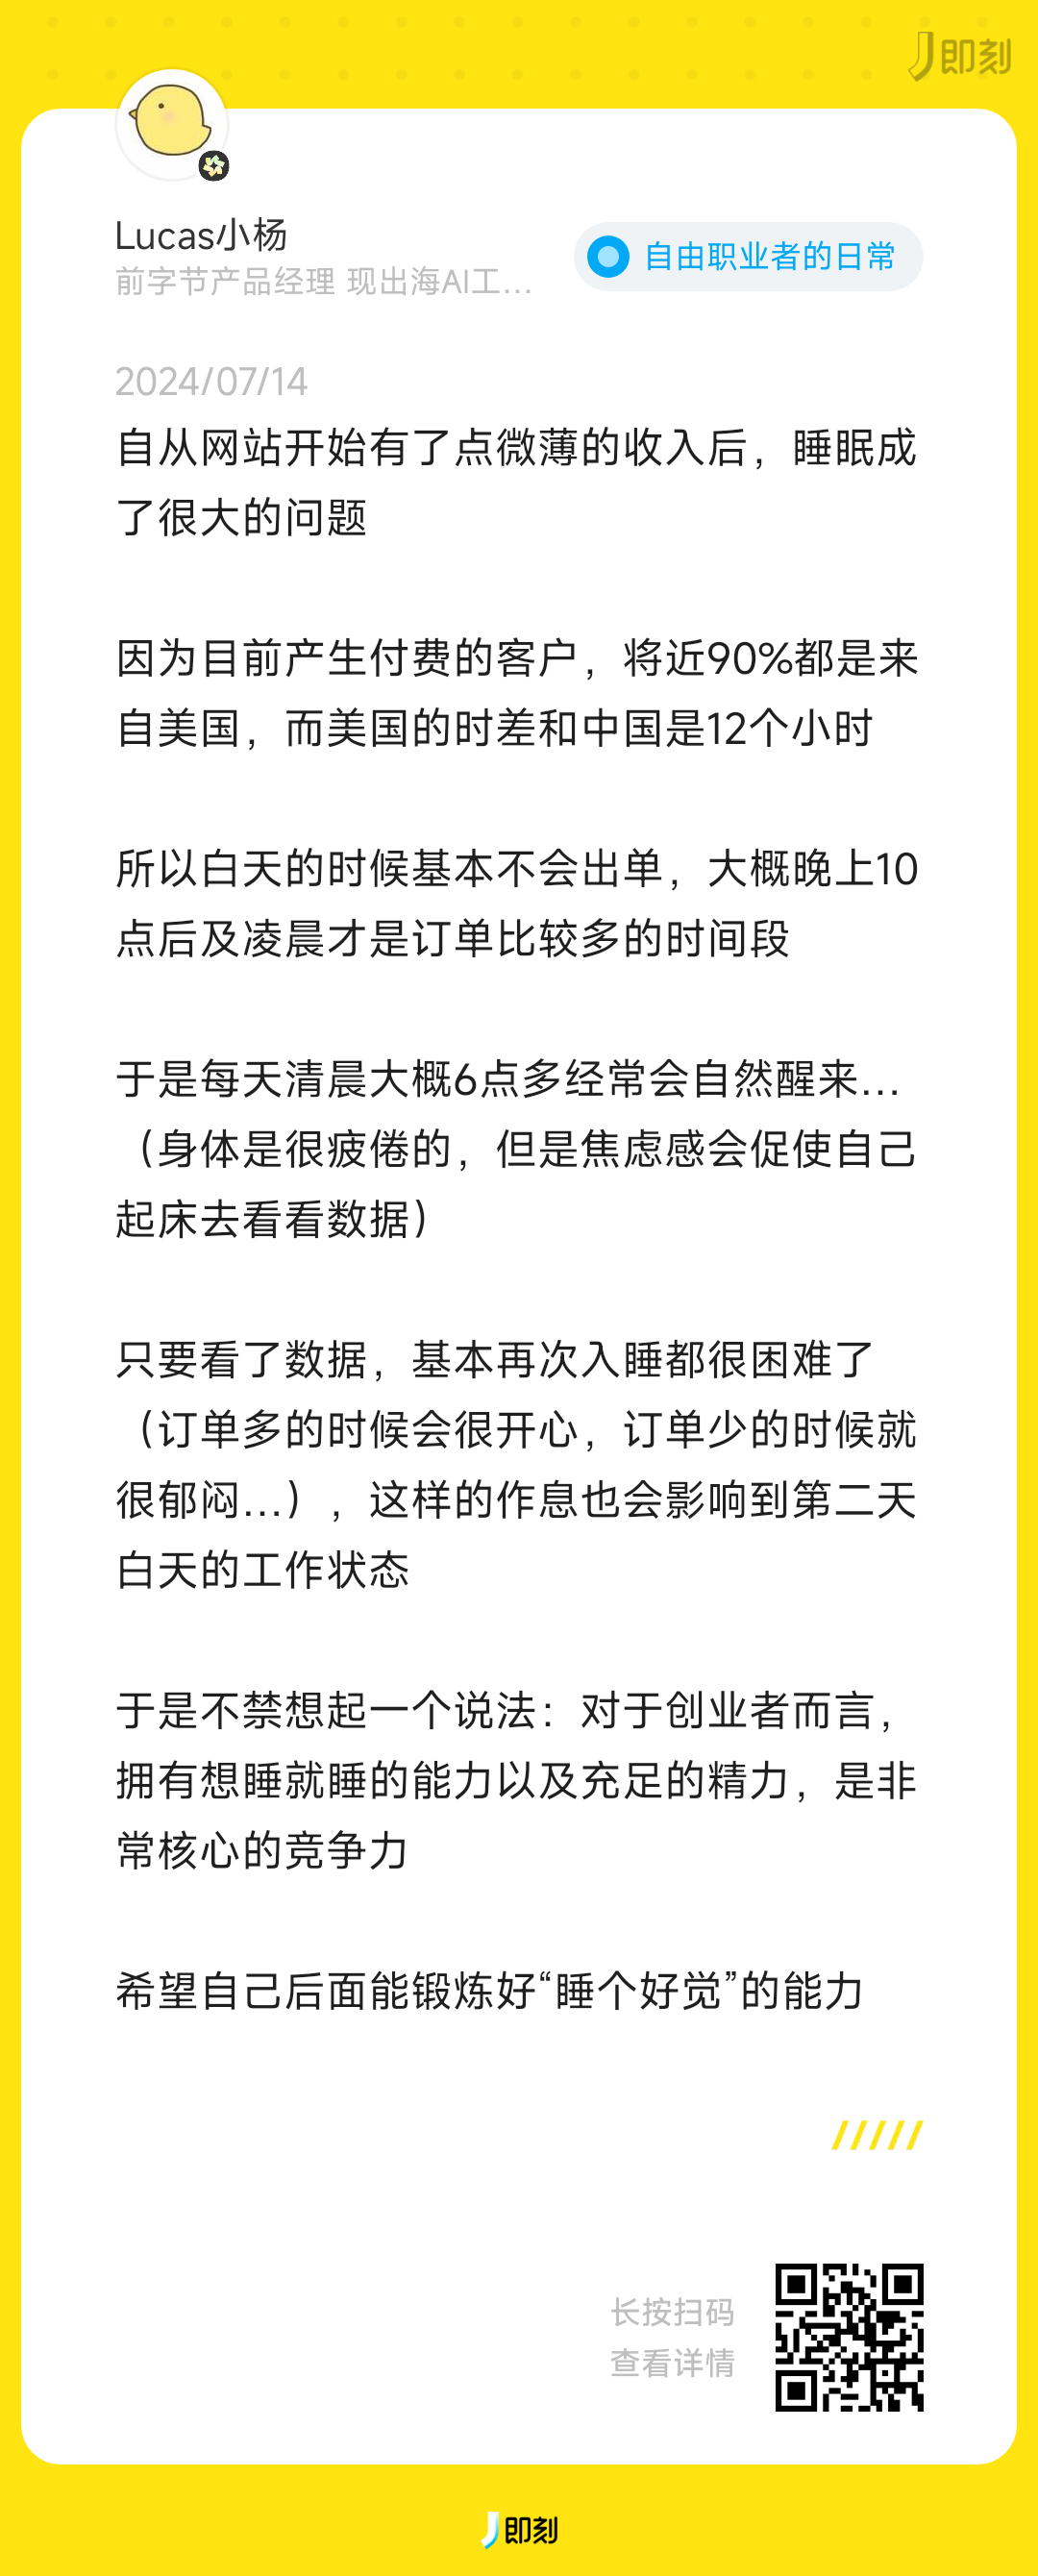 即刻
Lucas小杨
前字节产品经理 现出海AI工...
自由职业者的日常
2024/07/14
自从网站开始有了点微薄的收入后，睡眠成
了很大的问题
因为目前产生付费的客户，将近90%都是来
自美国，而美国的时差和中国是12个小时
所以白天的时候基本不会出单，大概晚上10
点后及凌晨才是订单比较多的时间段
于是每天清晨大概6点多经常会自然醒来...
（身体是很疲倦的，但是焦虑感会促使自己
起床去看看数据）
只要看了数据，基本再次入睡都很困难了
（订单多的时候会很开心，订单少的时候就
很郁闷...），这样的作息也会影响到第二天
白天的工作状态
于是不禁想起一个说法：对于创业者而言，
拥有想睡就睡的能力以及充足的精力，是非
常核心的竞争力
希望自己后面能锻炼好“睡个好觉”的能力
长按扫码
查看详情
即刻